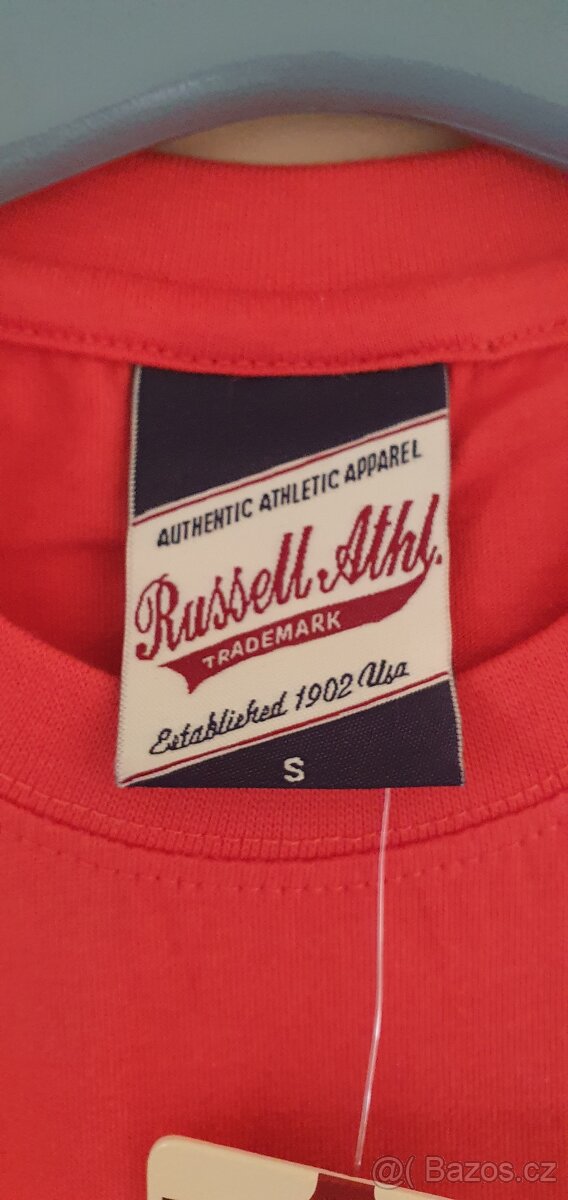 AUTHENTIC ATHLETIC APPAREL
Russell Athl.
TRADEMARK
Established 1902 Usa
S
@( Bazos.cz